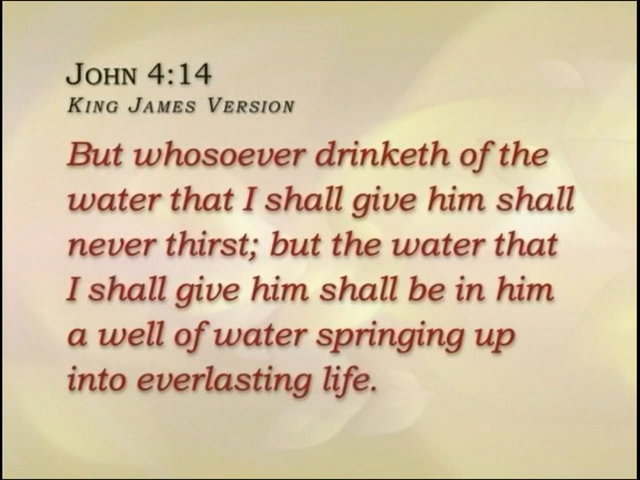 John 4:14
King James Version
But whosoever drinketh of the
water that I shall give him shall
never thirst; but the water that
I shall give him shall be in him
a well of water springing up
into everlasting life.